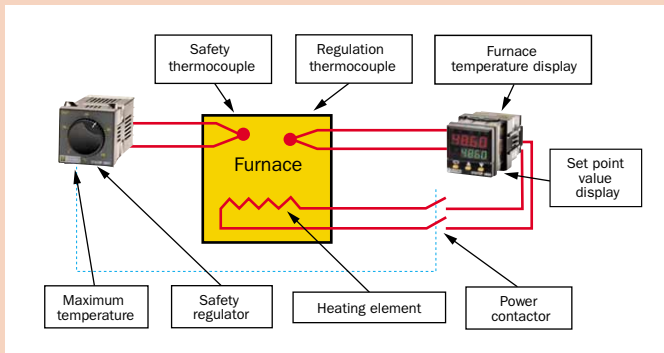 Safety
thermocouple
Regulation
thermocouple
Furnace
temperature display
Furnace
Set point
value
display
Maximum
temperature
Safety
regulator
Heating element
Power
contactor